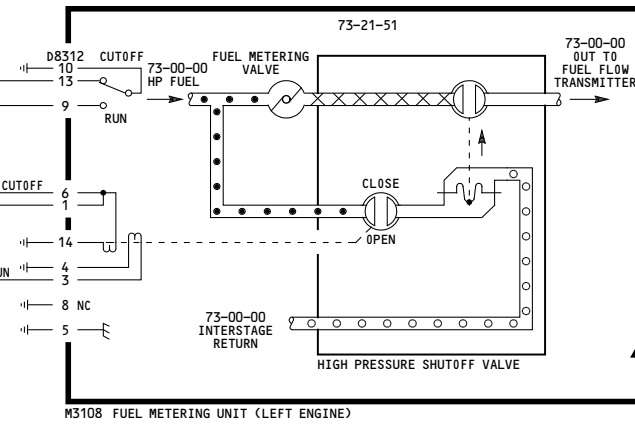 73-21-51
D8312 CUTOFF
10
13
9
RUN
73-00-00
HP FUEL
FUEL METERING
VALVE
73-00-00
OUT TO
FUEL FLOW
TRANSMITTER
CUTOFF
6
1
14
4
UN
3
8 NC
5
CLOSE
OPEN
73-00-00
INTERSTAGE
RETURN
HIGH PRESSURE SHUTOFF VALVE
M3108 FUEL METERING UNIT (LEFT ENGINE)